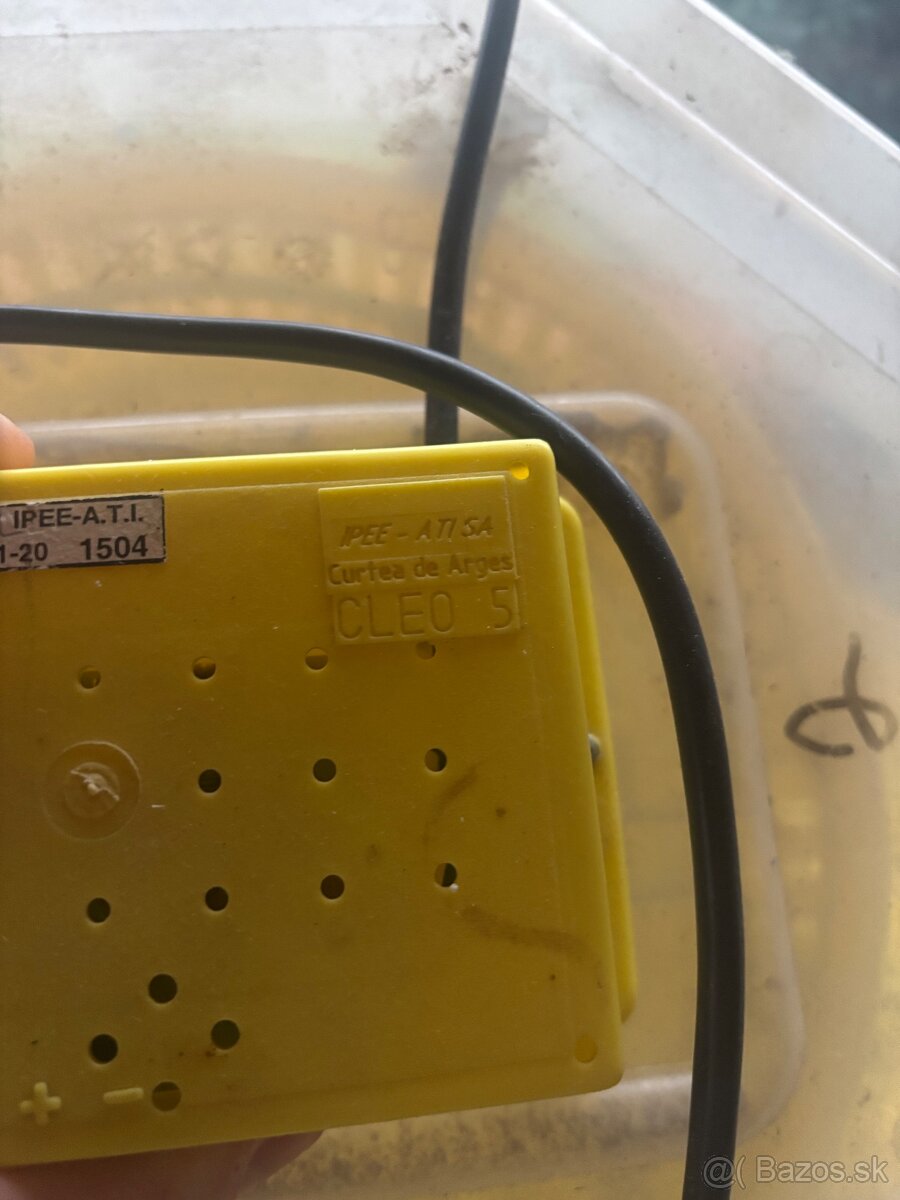 IPEE-A.T.I.
1-20 1504
IPEE - ATI SA
Curtea de Arges
CLEO 5
+ -
@( Bazos.sk